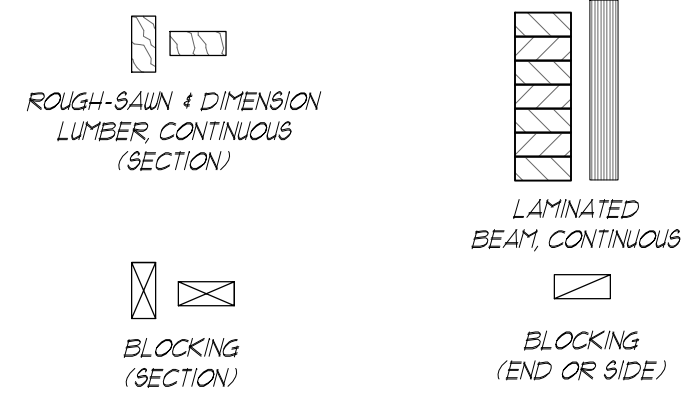 ROUGH-SAWN & DIMENSION
LUMBER, CONTINUOUS
(SECTION)
LAMINATED
BEAM, CONTINUOUS
BLOCKING
(SECTION)
BLOCKING
(END OR SIDE)